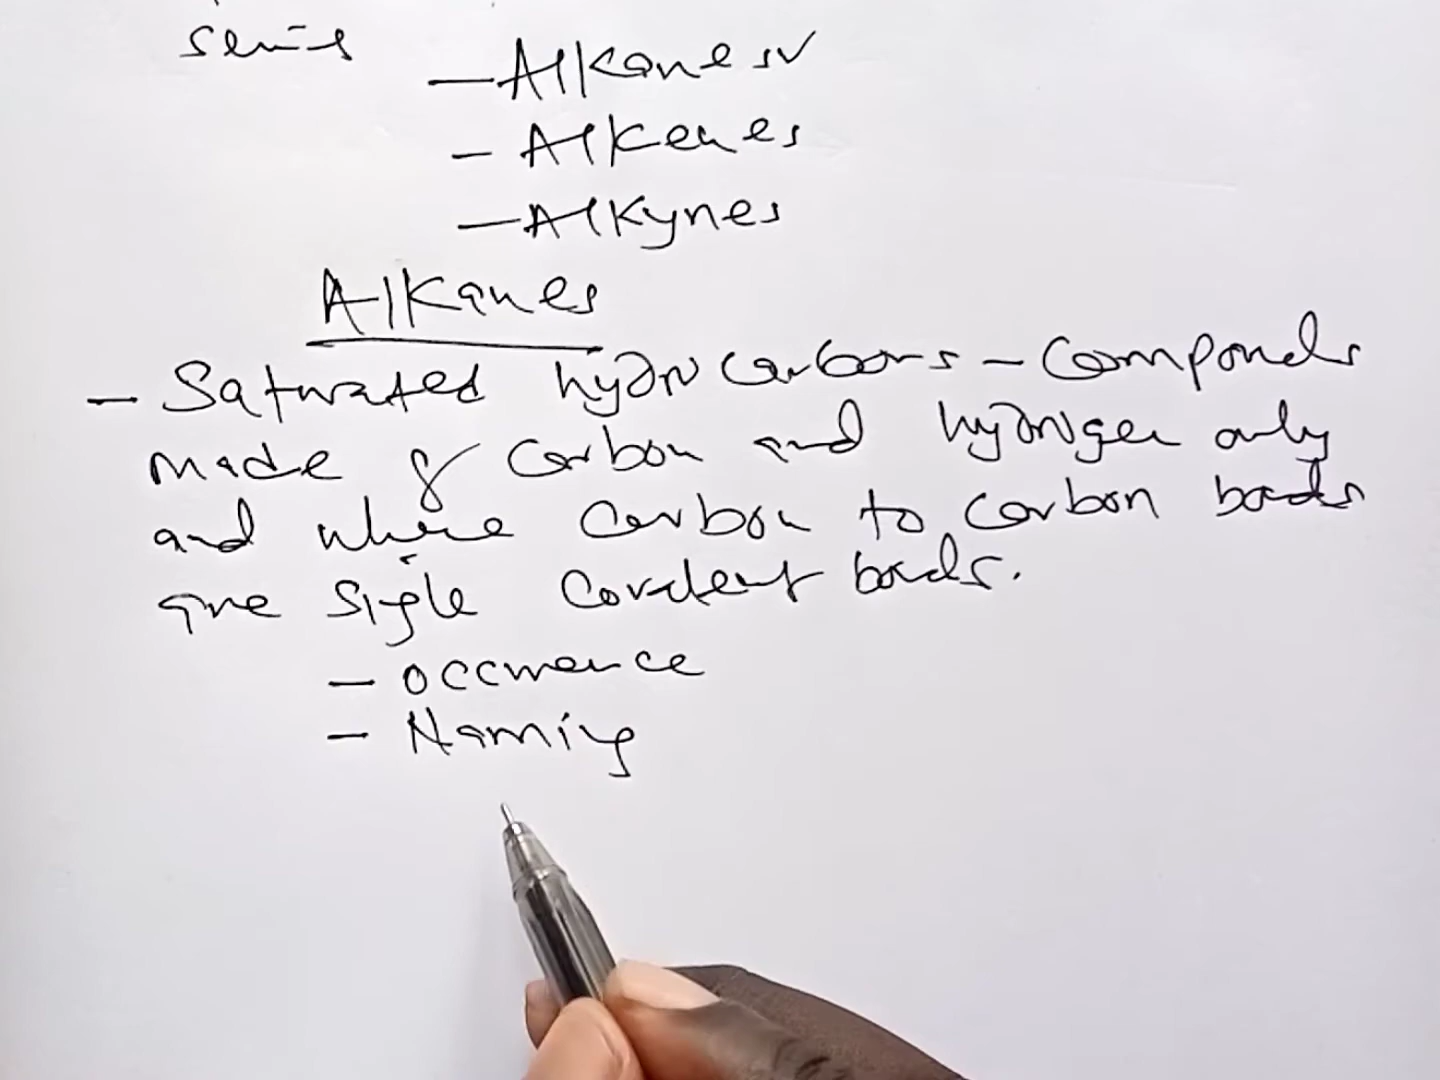 series
- Alkanes ✓
- Alkenes
- Alkynes
Alkanes
- Saturated hydrocarbons - Compounds
made of carbon and hydrogen only
and where carbon to carbon bonds
are single covalent bonds.
- Occurrence
- Naming